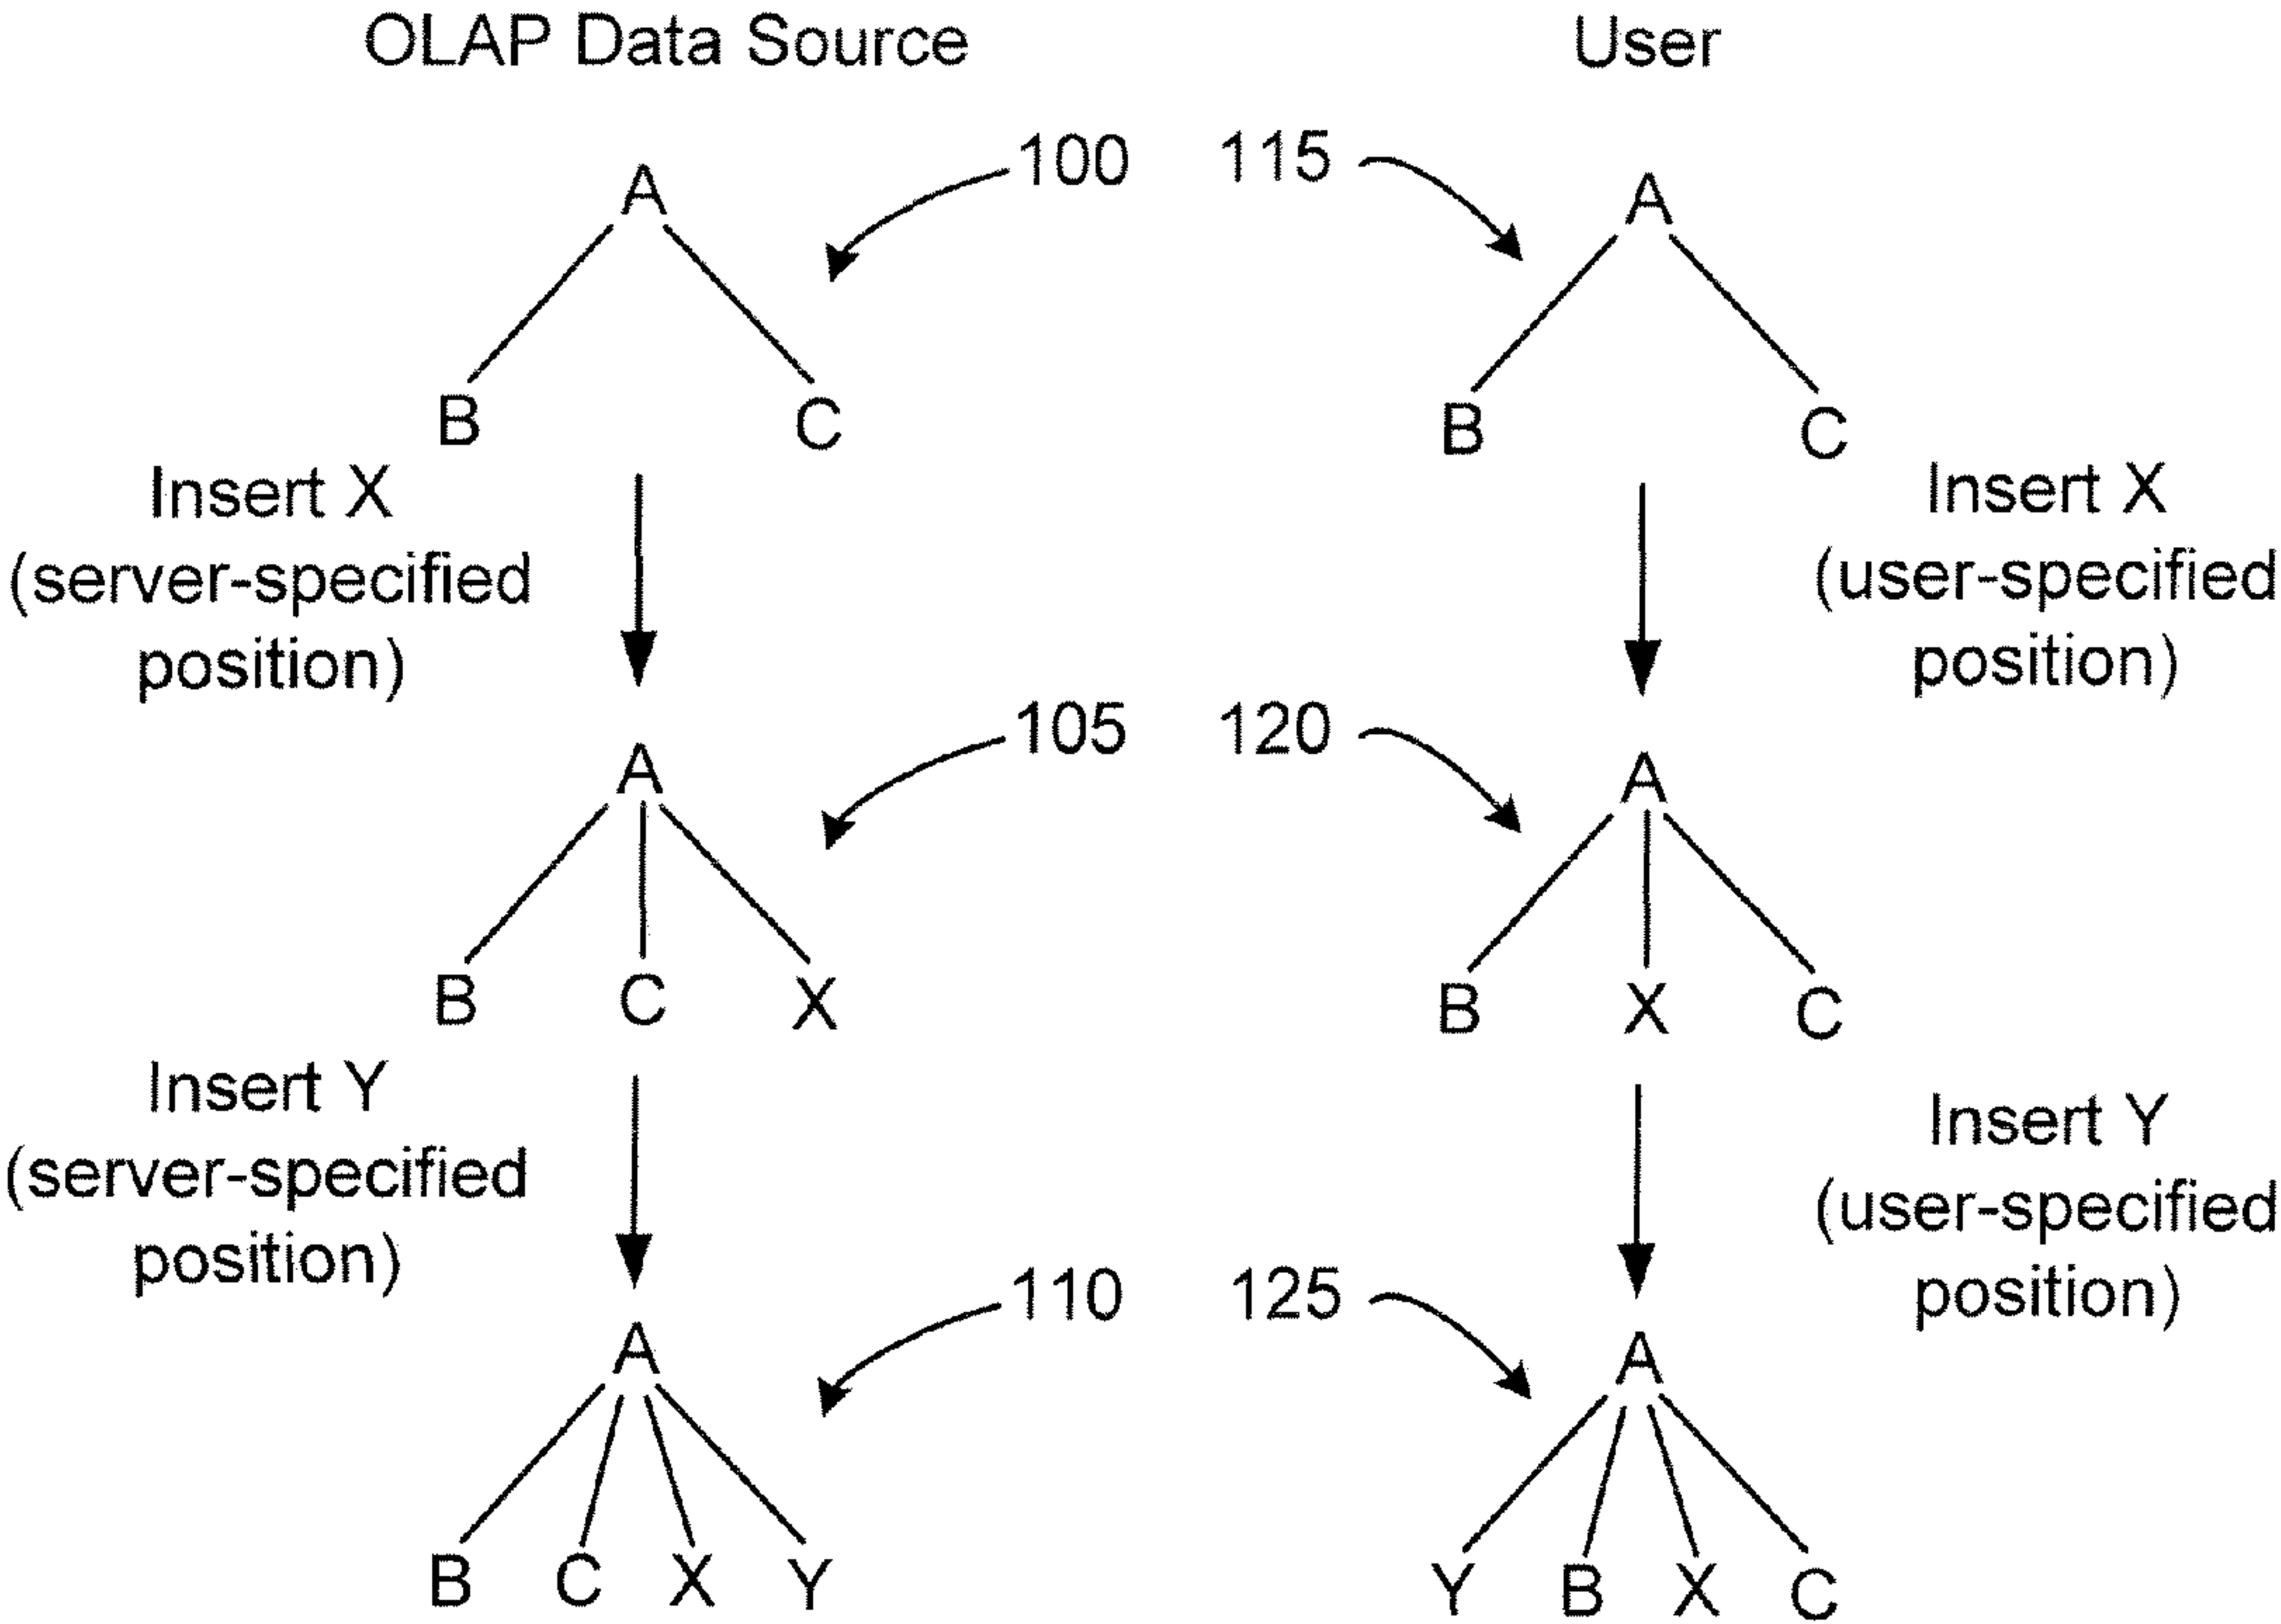 OLAP Data Source User
100 115
A A
B C B C
Insert X
(server-specified
position)
Insert X
(user-specified
position)
105 120
A A
B C X B X C
Insert Y
(server-specified
position)
Insert Y
(user-specified
position)
110 125
A A
B C X Y Y B X C